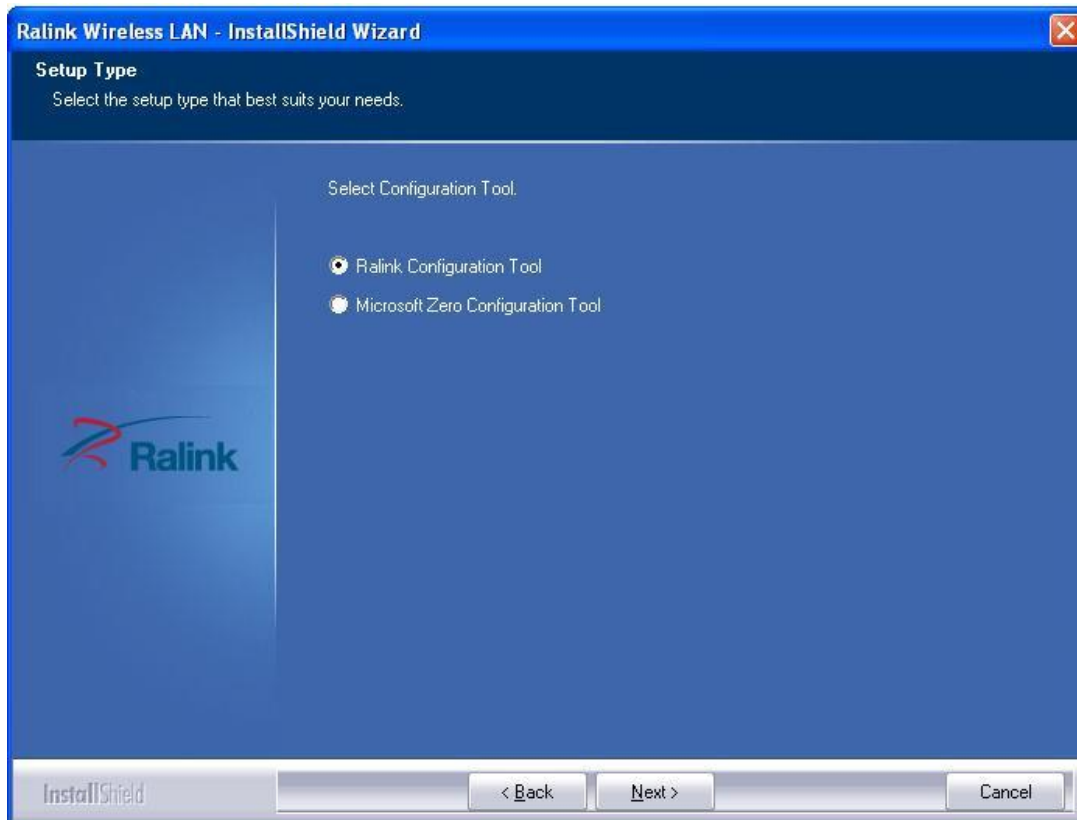 Ralink Wireless LAN - InstallShield Wizard
Setup Type
Select the setup type that best suits your needs.
Select Configuration Tool.
Ralink Configuration Tool
Microsoft Zero Configuration Tool
Ralink
InstallShield
< Back
Next >
Cancel